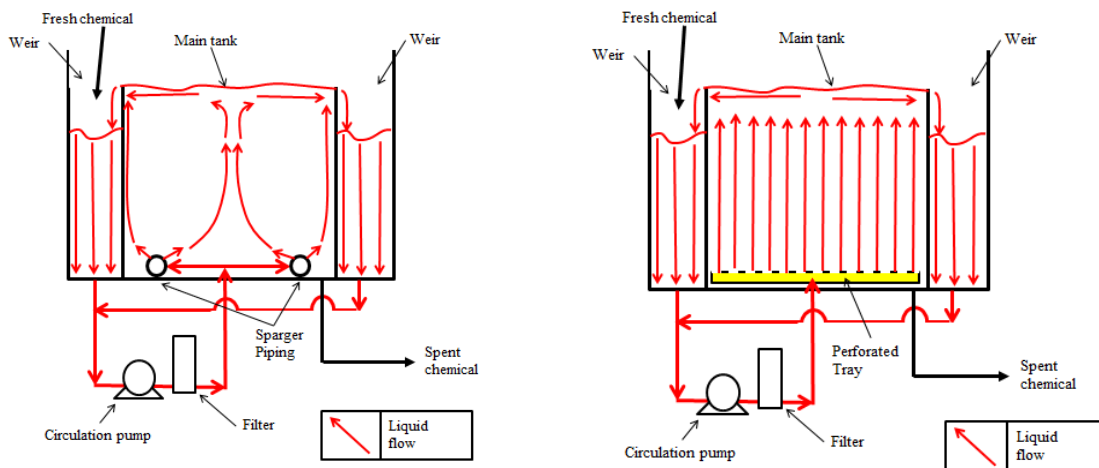 Fresh chemical
Weir
Main tank
Weir
Sparger
Piping
Spent
chemical
Circulation pump
Filter
Liquid
flow
Fresh chemical
Weir
Main tank
Weir
Perforated
Tray
Spent
chemical
Circulation pump
Filter
Liquid
flow